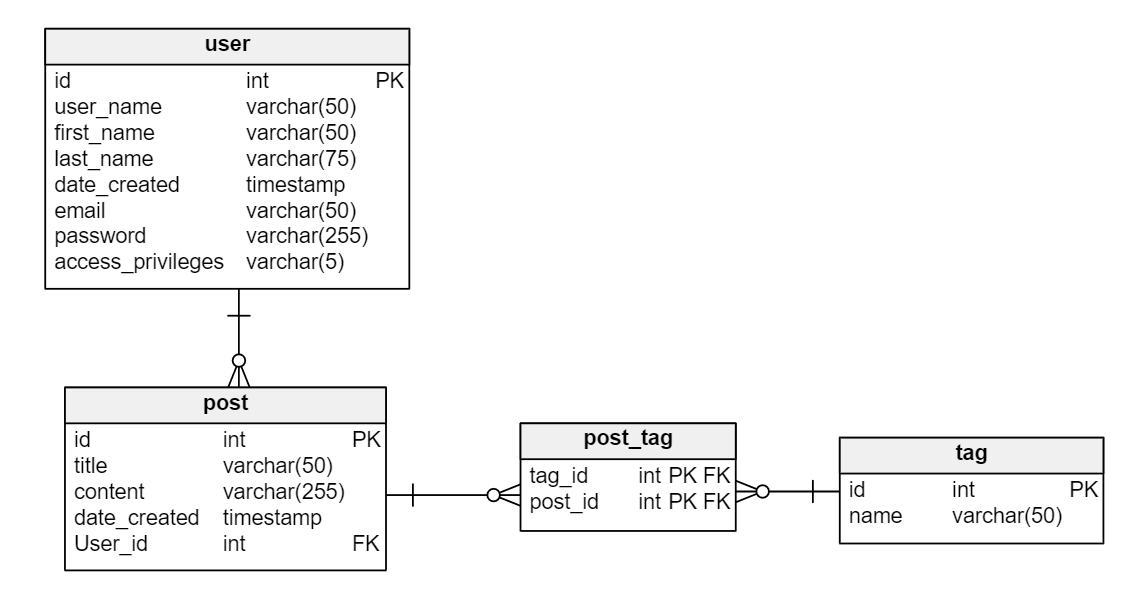 user
id int PK
user_name varchar(50)
first_name varchar(50)
last_name varchar(75)
date_created timestamp
email varchar(50)
password varchar(255)
access_privileges varchar(5)
post
id int PK
title varchar(50)
content varchar(255)
date_created timestamp
User_id int FK
post_tag
tag_id int PK FK
post_id int PK FK
tag
id int PK
name varchar(50)